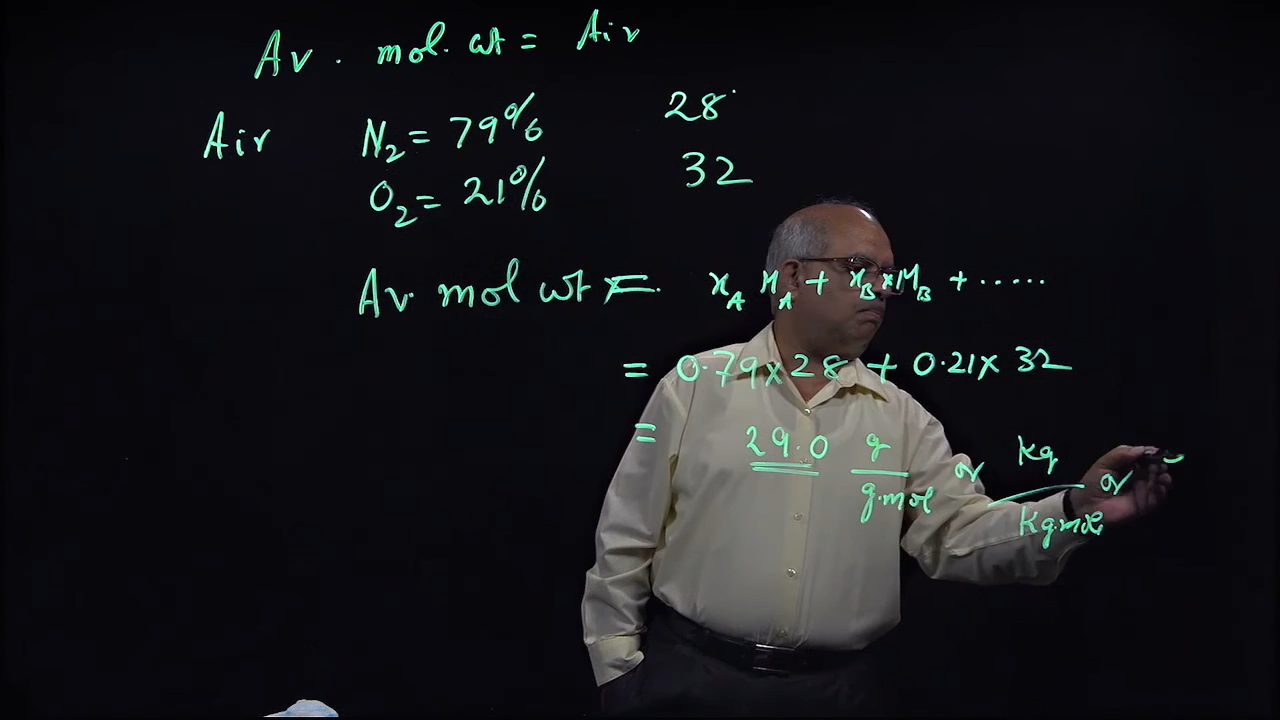 Av. mol. wt = Air
Air N₂ = 79% 28
O₂ = 21% 32
Av. mol wt = x_A M_A + x_B × M_B + .....
= 0.79 × 28 + 0.21 × 32
= 29.0 g/g.mol or kg/kg.mole or